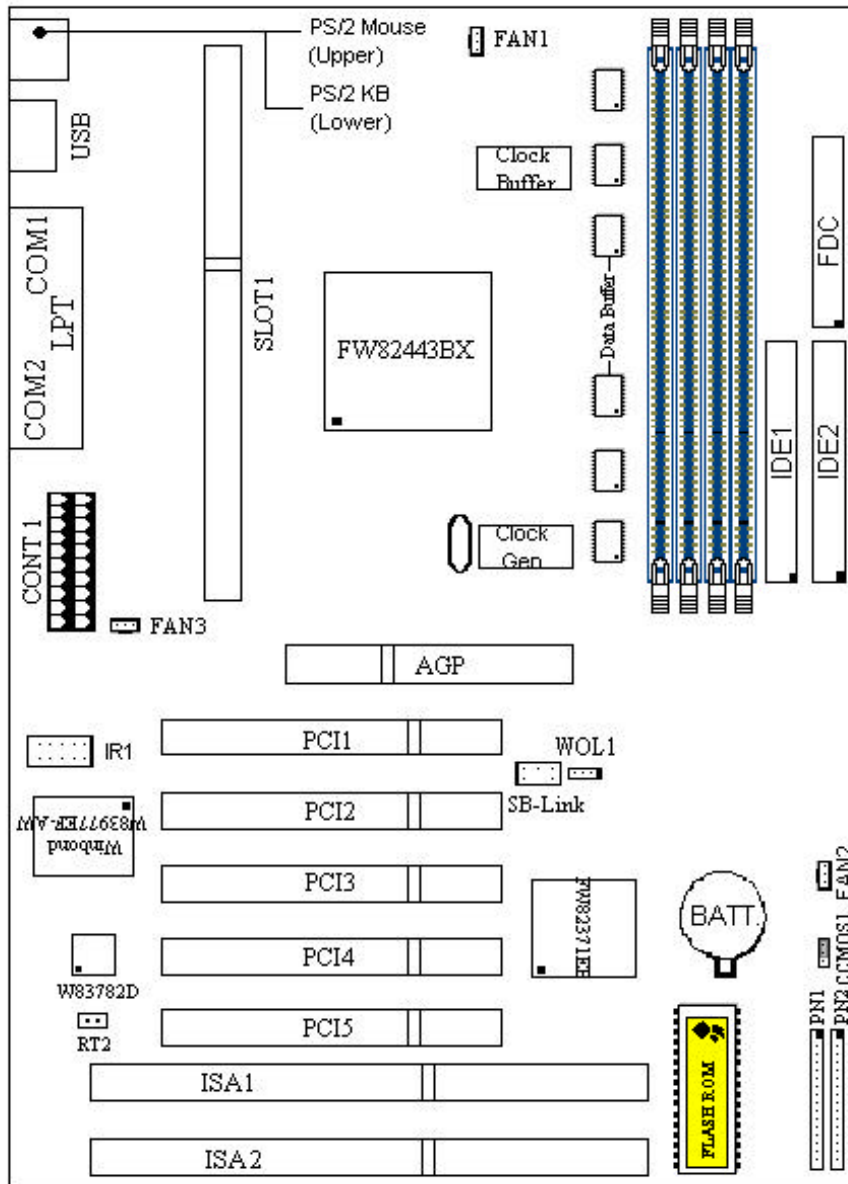 PS/2 Mouse
(Upper)
PS/2 KB
(Lower)
FAN1
USB
Clock
Buffer
COM1
COM2
LPT
SLOT1
FW82443BX
Data Buffer
FDC
IDE1
IDE2
Clock
Gen
CONT1
FAN3
AGP
IR1
PCI1
WOL1
SB-Link
PCI2
Winbond
W83977EF-AW
PCI3
FW82371EB
BATT.
FAN2
CCMOS1
PCI4
W83782D
RT2
PCI5
PN1
PN2
FLASH ROM
ISA1
ISA2